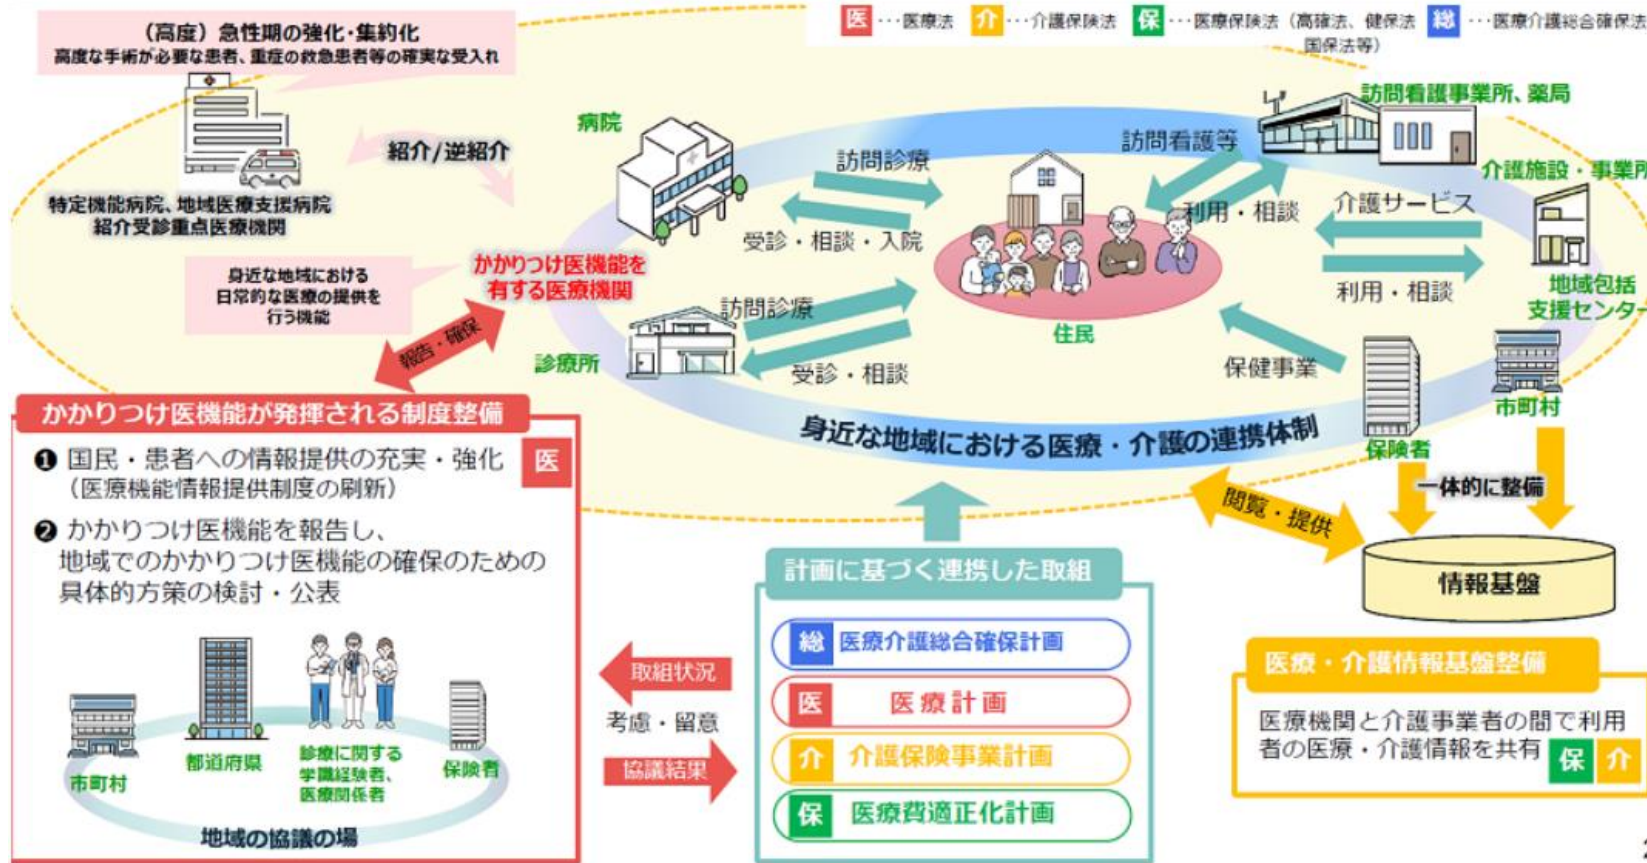 （高度）急性期の強化・集約化
高度な手術が必要な患者、重症の救急患者等の確実な受入れ
医 ･･･医療法 介 ･･･介護保険法 保 ･･･医療保険法（高確法、健保法
国保法等）
総 ･･･医療介護総合確保法
特定機能病院、地域医療支援病院
紹介受診重点医療機関
紹介/逆紹介
身近な地域における
日常的な医療の提供を
行う機能
かかりつけ医機能を
有する医療機関
報告・確保
病院
訪問診療
受診・相談・入院
診療所
訪問診療
受診・相談
住民
訪問看護等
利用・相談
訪問看護事業所、薬局
介護施設・事業所
介護サービス
利用・相談
地域包括
支援センター
保健事業
保険者
市町村
身近な地域における医療・介護の連携体制
一体的に整備
閲覧・提供
情報基盤
かかりつけ医機能が発揮される制度整備
❶ 国民・患者への情報提供の充実・強化
（医療機能情報提供制度の刷新）
医
❷ かかりつけ医機能を報告し、
地域でのかかりつけ医機能の確保のための
具体的方策の検討・公表
市町村
都道府県
診療に関する
学識経験者、
医療関係者
保険者
地域の協議の場
取組状況
考慮・留意
協議結果
計画に基づく連携した取組
総 医療介護総合確保計画
医 医療計画
介 介護保険事業計画
保 医療費適正化計画
医療・介護情報基盤整備
医療機関と介護事業者の間で利用
者の医療・介護情報を共有 保 介